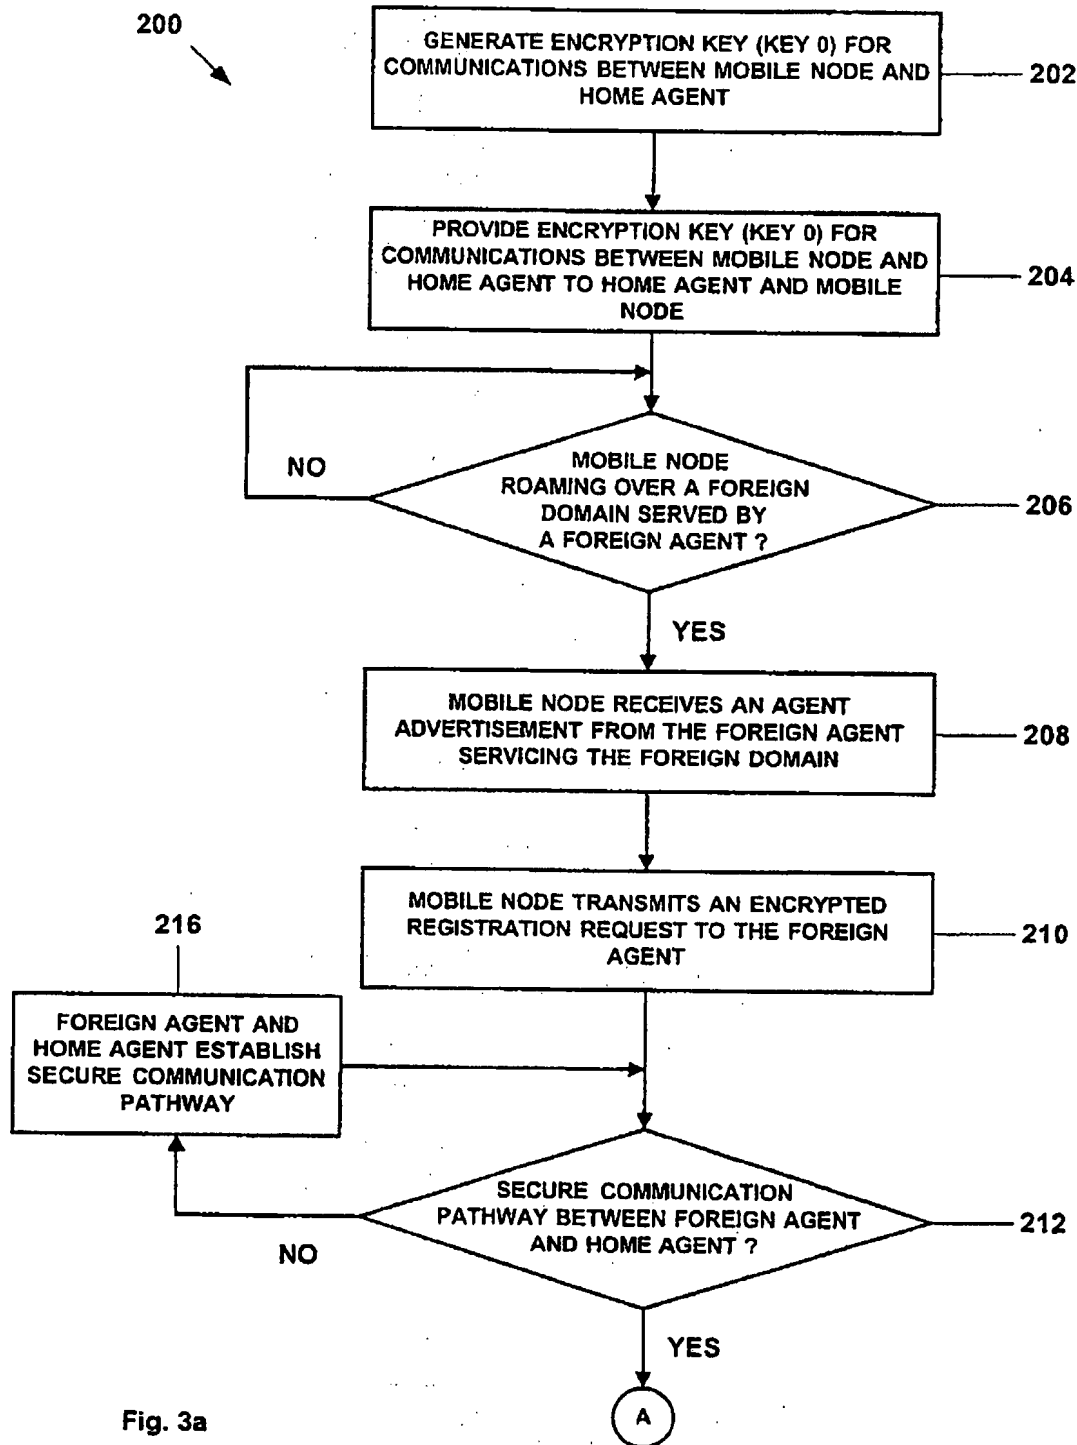 200
GENERATE ENCRYPTION KEY (KEY 0) FOR
COMMUNICATIONS BETWEEN MOBILE NODE AND
HOME AGENT
202
PROVIDE ENCRYPTION KEY (KEY 0) FOR
COMMUNICATIONS BETWEEN MOBILE NODE AND
HOME AGENT TO HOME AGENT AND MOBILE
NODE
204
NO
MOBILE NODE
ROAMING OVER A FOREIGN
DOMAIN SERVED BY
A FOREIGN AGENT ?
206
YES
MOBILE NODE RECEIVES AN AGENT
ADVERTISEMENT FROM THE FOREIGN AGENT
SERVICING THE FOREIGN DOMAIN
208
MOBILE NODE TRANSMITS AN ENCRYPTED
REGISTRATION REQUEST TO THE FOREIGN
AGENT
210
216
FOREIGN AGENT AND
HOME AGENT ESTABLISH
SECURE COMMUNICATION
PATHWAY
SECURE COMMUNICATION
PATHWAY BETWEEN FOREIGN AGENT
AND HOME AGENT ?
212
NO
YES
A
Fig. 3a